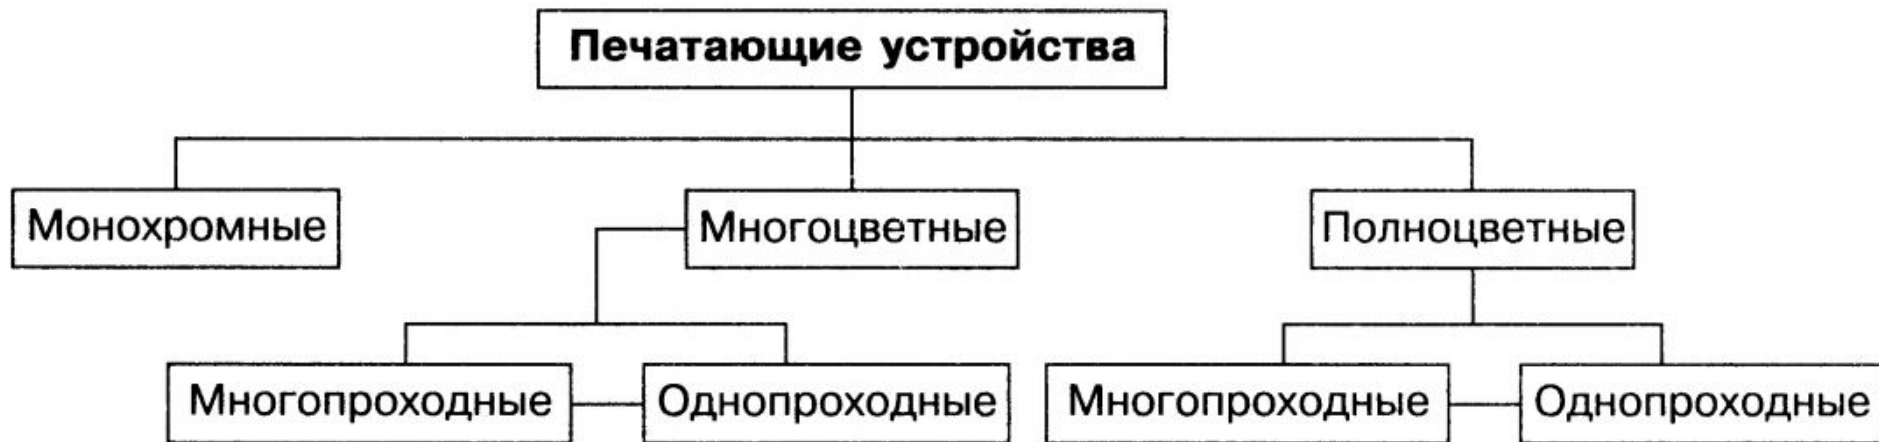 Печатающие устройства
Монохромные
Многоцветные
Полноцветные
Многопроходные
Однопроходные
Многопроходные
Однопроходные